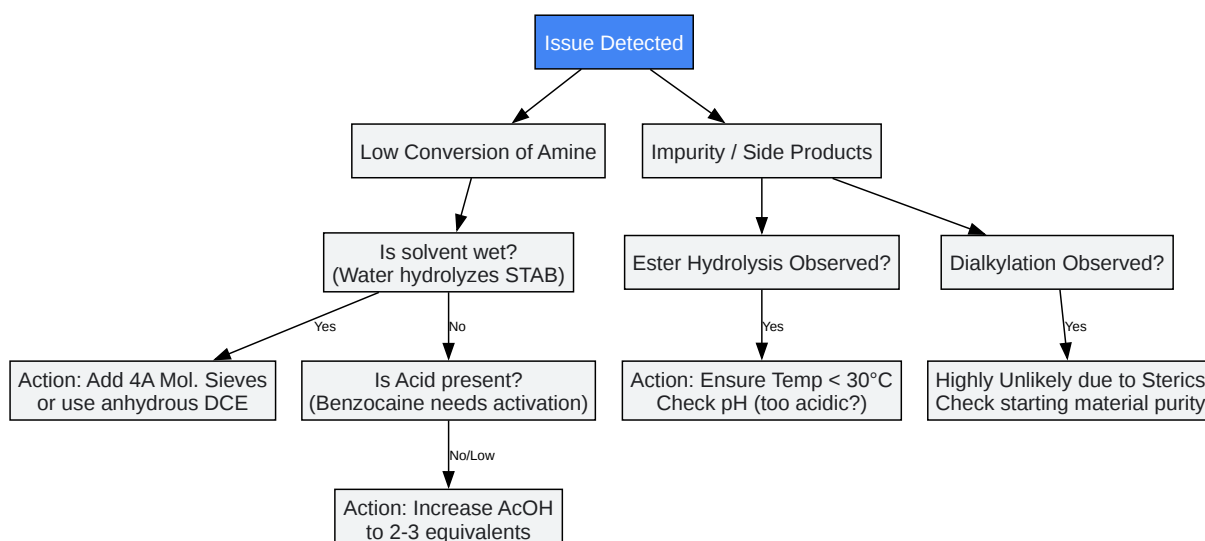 Issue Detected
Low Conversion of Amine
Impurity / Side Products
Is solvent wet?
(Water hydrolyzes STAB)
Ester Hydrolysis Observed?
Dialkylation Observed?
Yes
No
Yes
Yes
Action: Add 4A Mol. Sieves
or use anhydrous DCE
Is Acid present?
(Benzocaine needs activation)
Action: Ensure Temp < 30°C
Check pH (too acidic?)
Highly Unlikely due to Sterics
Check starting material purity
No/Low
Action: Increase AcOH
to 2-3 equivalents